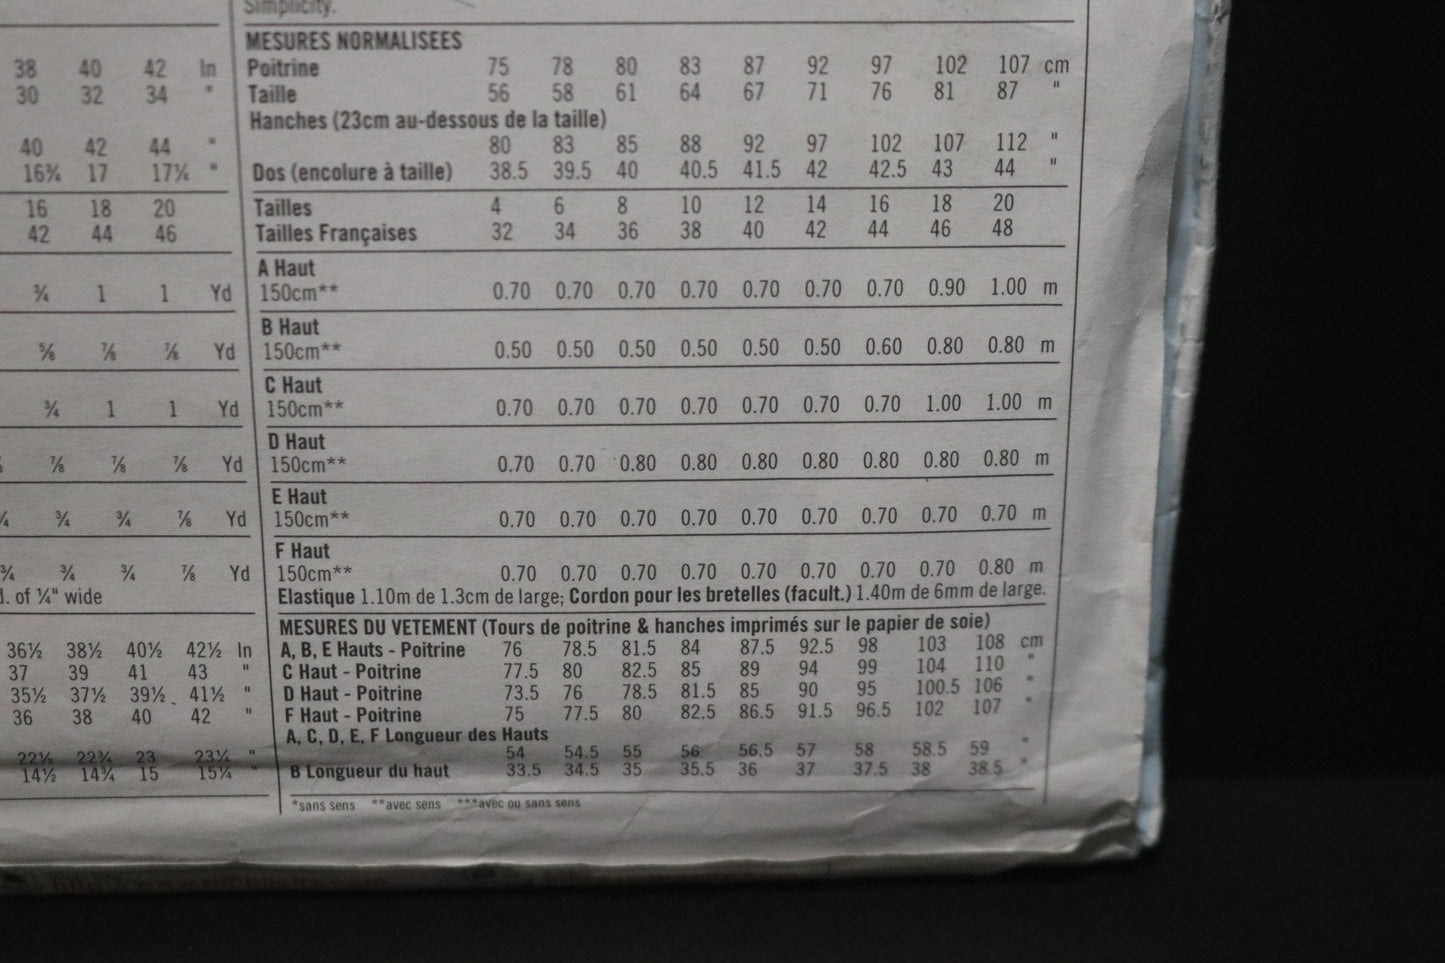 Simplicity.
38 40 42 In
30 32 34 "
40 42 44 "
16¾ 17 17¼ "
16 18 20
42 44 46
¾ 1 1 Yd
⅝ ⅞ ⅞ Yd
¾ 1 1 Yd
⅞ ⅞ ⅞ Yd
¾ ¾ ⅞ Yd
¾ ¾ ¾ ⅞ Yd
. of ¼" wide
36½ 38½ 40½ 42½ In
37 39 41 43 "
35½ 37½ 39½ 41½ "
36 38 40 42 "
22½ 22¾ 23 23¼ "
14½ 14¾ 15 15¼ "
MESURES NORMALISEES
Poitrine 75 78 80 83 87 92 97 102 107 cm
Taille 56 58 61 64 67 71 76 81 87 "
Hanches (23cm au-dessous de la taille)
80 83 85 88 92 97 102 107 112 "
Dos (encolure à taille) 38.5 39.5 40 40.5 41.5 42 42.5 43 44 "
Tailles 4 6 8 10 12 14 16 18 20
Tailles Françaises 32 34 36 38 40 42 44 46 48
A Haut
150cm** 0.70 0.70 0.70 0.70 0.70 0.70 0.70 0.90 1.00 m
B Haut
150cm** 0.50 0.50 0.50 0.50 0.50 0.50 0.60 0.80 0.80 m
C Haut
150cm** 0.70 0.70 0.70 0.70 0.70 0.70 0.70 1.00 1.00 m
D Haut
150cm** 0.70 0.70 0.80 0.80 0.80 0.80 0.80 0.80 0.80 m
E Haut
150cm** 0.70 0.70 0.70 0.70 0.70 0.70 0.70 0.70 0.70 m
F Haut
150cm** 0.70 0.70 0.70 0.70 0.70 0.70 0.70 0.70 0.80 m
Elastique 1.10m de 1.3cm de large; Cordon pour les bretelles (facult.) 1.40m de 6mm de large.
MESURES DU VETEMENT (Tours de poitrine & hanches imprimés sur le papier de soie)
A, B, E Hauts - Poitrine 76 78.5 81.5 84 87.5 92.5 98 103 108 cm
C Haut - Poitrine 77.5 80 82.5 85 89 94 99 104 110 "
D Haut - Poitrine 73.5 76 78.5 81.5 85 90 95 100.5 106 "
F Haut - Poitrine 75 77.5 80 82.5 86.5 91.5 96.5 102 107 "
A, C, D, E, F Longueur des Hauts
54 54.5 55 56 56.5 57 58 58.5 59 "
B Longueur du haut 33.5 34.5 35 35.5 36 37 37.5 38 38.5 "
*sans sens **avec sens ***avec ou sans sens